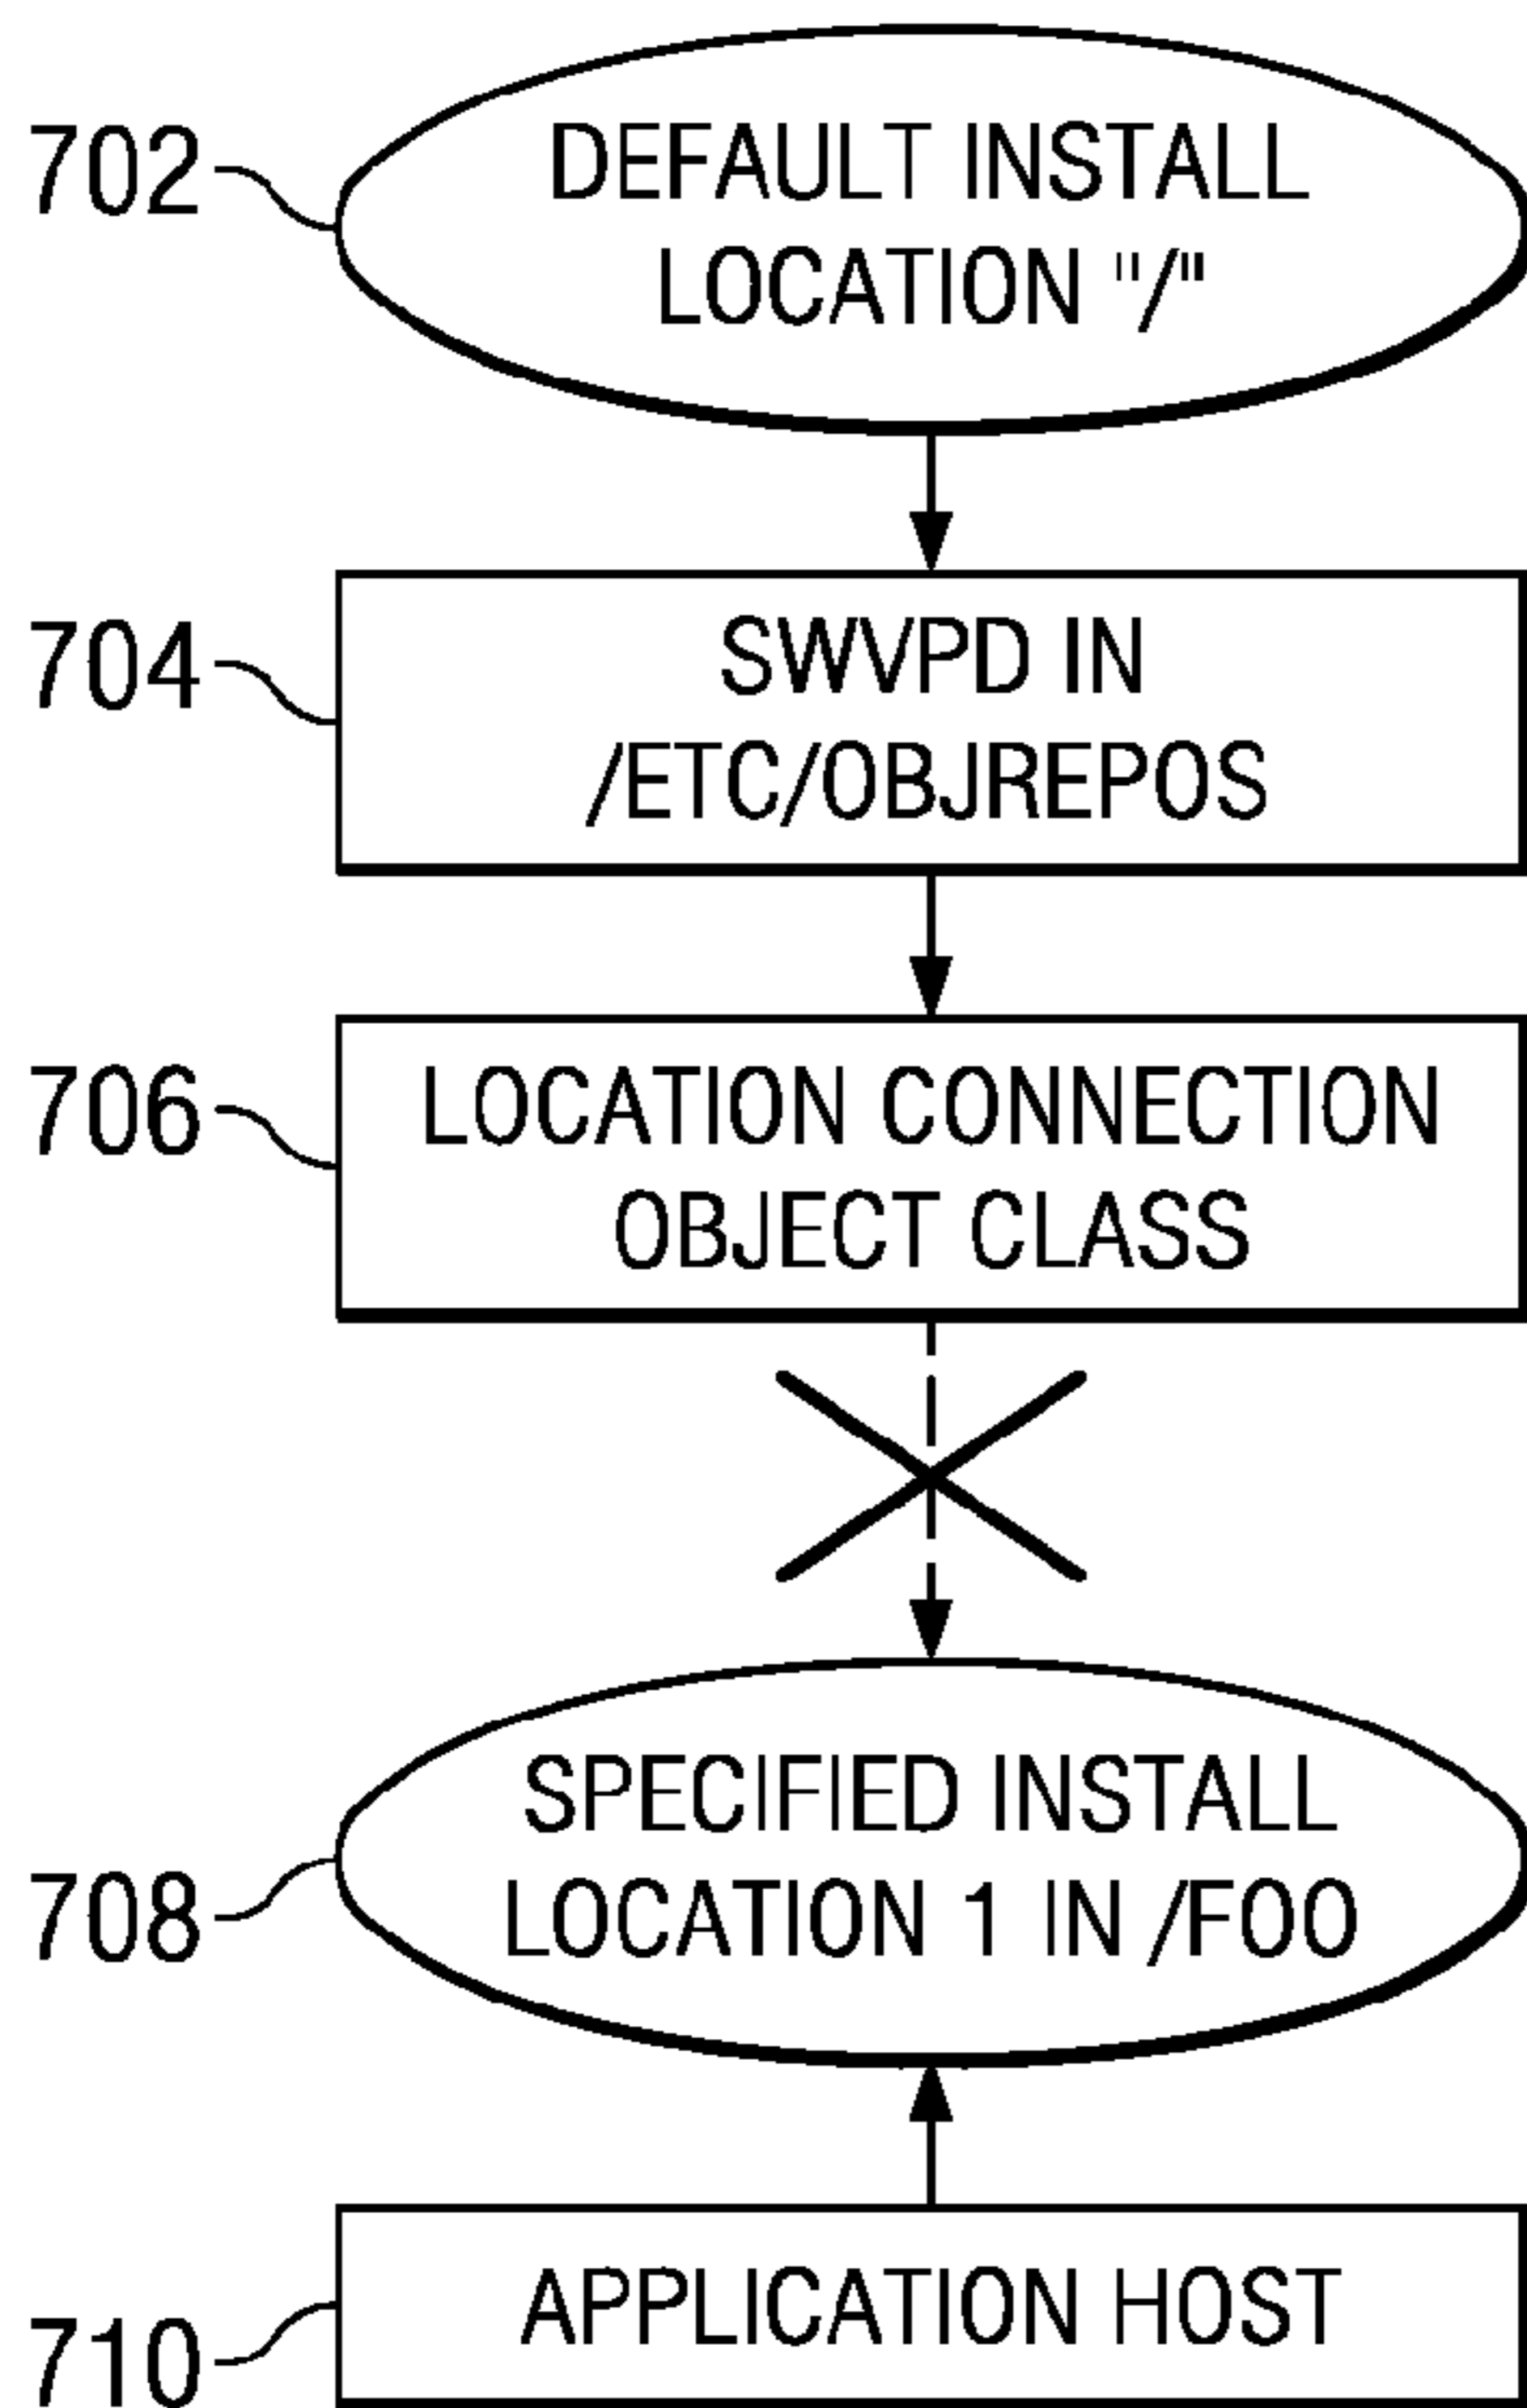 702
DEFAULT INSTALL
LOCATION "/"
704
SWVPD IN
/ETC/OBJREPOS
706
LOCATION CONNECTION
OBJECT CLASS
708
SPECIFIED INSTALL
LOCATION 1 IN /FOO
710
APPLICATION HOST